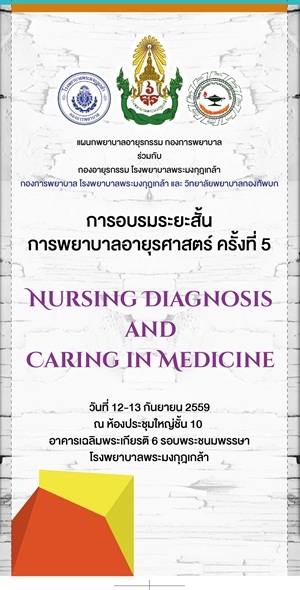 แผนกพยาบาลอายุรกรรม กองการพยาบาล
ร่วมกับ
กองอายุรกรรม โรงพยาบาลพระมงกุฎเกล้า
กองการพยาบาล โรงพยาบาลพระมงกุฎเกล้า และ วิทยาลัยพยาบาลกองทัพบก
การอบรมระยะสั้น
การพยาบาลอายุรศาสตร์ ครั้งที่ 5
NURSING DIAGNOSIS
AND
CARING IN MEDICINE
วันที่ 12-13 กันยายน 2559
ณ ห้องประชุมใหญ่ชั้น 10
อาคารเฉลิมพระเกียรติ 6 รอบพระชนมพรรษา
โรงพยาบาลพระมงกุฎเกล้า